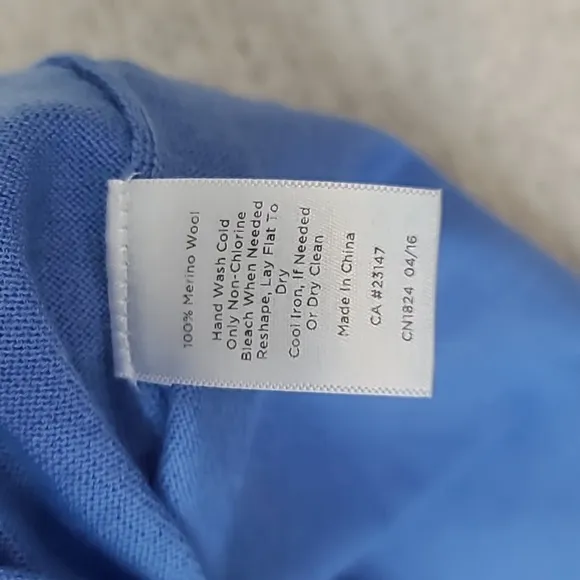 100% Merino Wool
Hand Wash Cold
Only Non-Chlorine
Bleach When Needed
Reshape, Lay Flat To
Dry
Cool Iron, If Needed
Or Dry Clean
Made In China
CA #23147
CN1824 04/16